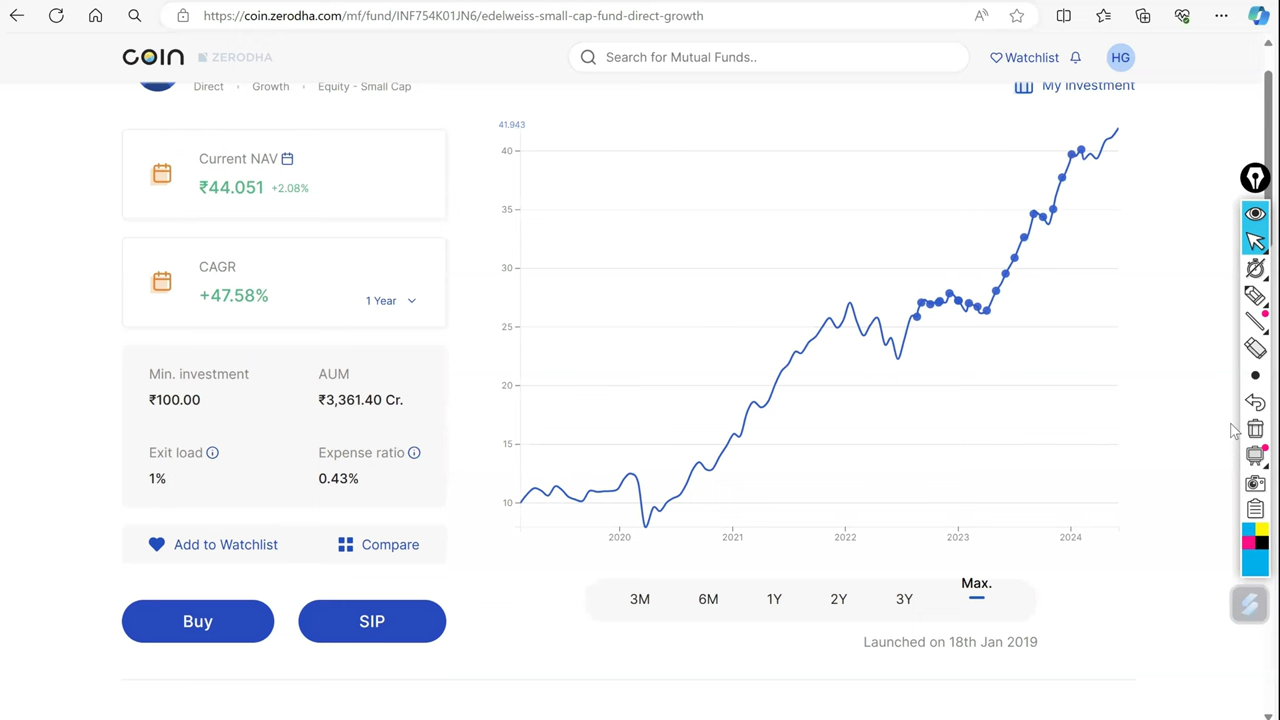 https://coin.zerodha.com/mf/fund/INF754K01JN6/edelweiss-small-cap-fund-direct-growth
coin ZERODHA
Search for Mutual Funds..
Watchlist
HG
Direct › Growth › Equity - Small Cap
My investment
Current NAV
₹44.051 +2.08%
CAGR
+47.58%
1 Year
Min. investment
₹100.00
AUM
₹3,361.40 Cr.
Exit load
1%
Expense ratio
0.43%
Add to Watchlist
Compare
Buy
SIP
41.943
40
35
30
25
20
15
10
2020 2021 2022 2023 2024
3M 6M 1Y 2Y 3Y Max.
Launched on 18th Jan 2019